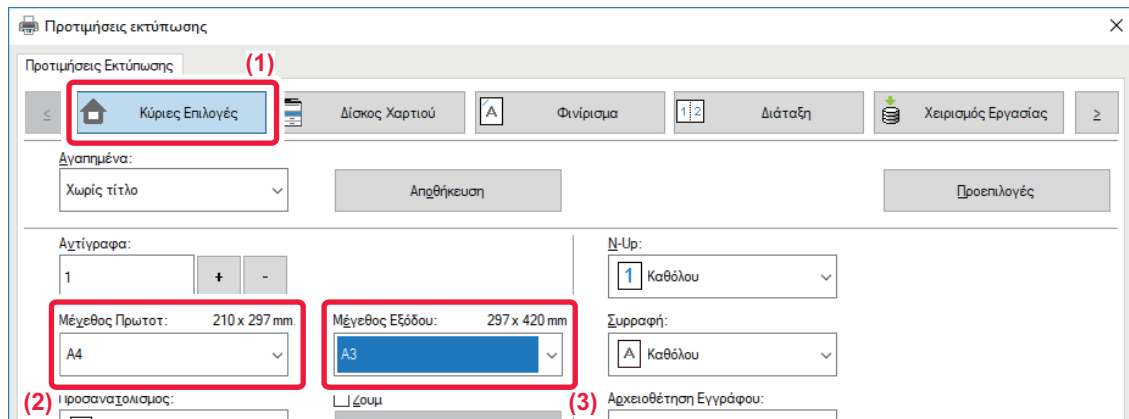 Προτιμήσεις εκτύπωσης
Προτιμήσεις Εκτύπωσης
(1)
≤ Κύριες Επιλογές Δίσκος Χαρτιού Φινίρισμα Διάταξη Χειρισμός Εργασίας ≥
Αγαπημένα:
Χωρίς τίτλο Αποθήκευση Προεπιλογές
Αντίγραφα: N-Up:
1 + - 1 Καθόλου
Μέγεθος Πρωτοτ: 210 x 297 mm. Μέγεθος Εξόδου: 297 x 420 mm Συρραφή:
A4 A3 A Καθόλου
(2) Προσανατολισμος: Ζουμ (3) Αρχειοθέτηση Εγγράφου: